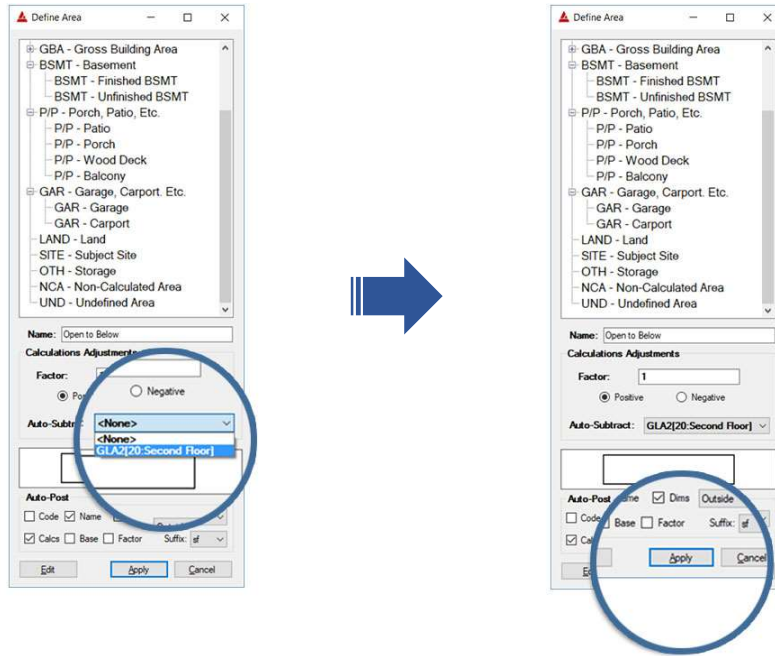 Define Area
GBA - Gross Building Area
BSMT - Basement
BSMT - Finished BSMT
BSMT - Unfinished BSMT
P/P - Porch, Patio, Etc.
P/P - Patio
P/P - Porch
P/P - Wood Deck
P/P - Balcony
GAR - Garage, Carport. Etc.
GAR - Garage
GAR - Carport
LAND - Land
SITE - Subject Site
OTH - Storage
NCA - Non-Calculated Area
UND - Undefined Area
Name: Open to Below
Calculations Adjustments
Factor:
Negative
Auto-Subtr <None>
<None>
GLA2[20:Second Floor]
Auto-Post
Code Name
Calcs Base Factor Suffix: sf
Edit Apply Cancel
Define Area
GBA - Gross Building Area
BSMT - Basement
BSMT - Finished BSMT
BSMT - Unfinished BSMT
P/P - Porch, Patio, Etc.
P/P - Patio
P/P - Porch
P/P - Wood Deck
P/P - Balcony
GAR - Garage, Carport. Etc.
GAR - Garage
GAR - Carport
LAND - Land
SITE - Subject Site
OTH - Storage
NCA - Non-Calculated Area
UND - Undefined Area
Name: Open to Below
Calculations Adjustments
Factor: 1
Positive Negative
Auto-Subtract: GLA2[20:Second Floor]
Auto-Post Dims Outside
Code Base Factor Suffix: sf
Apply Cancel